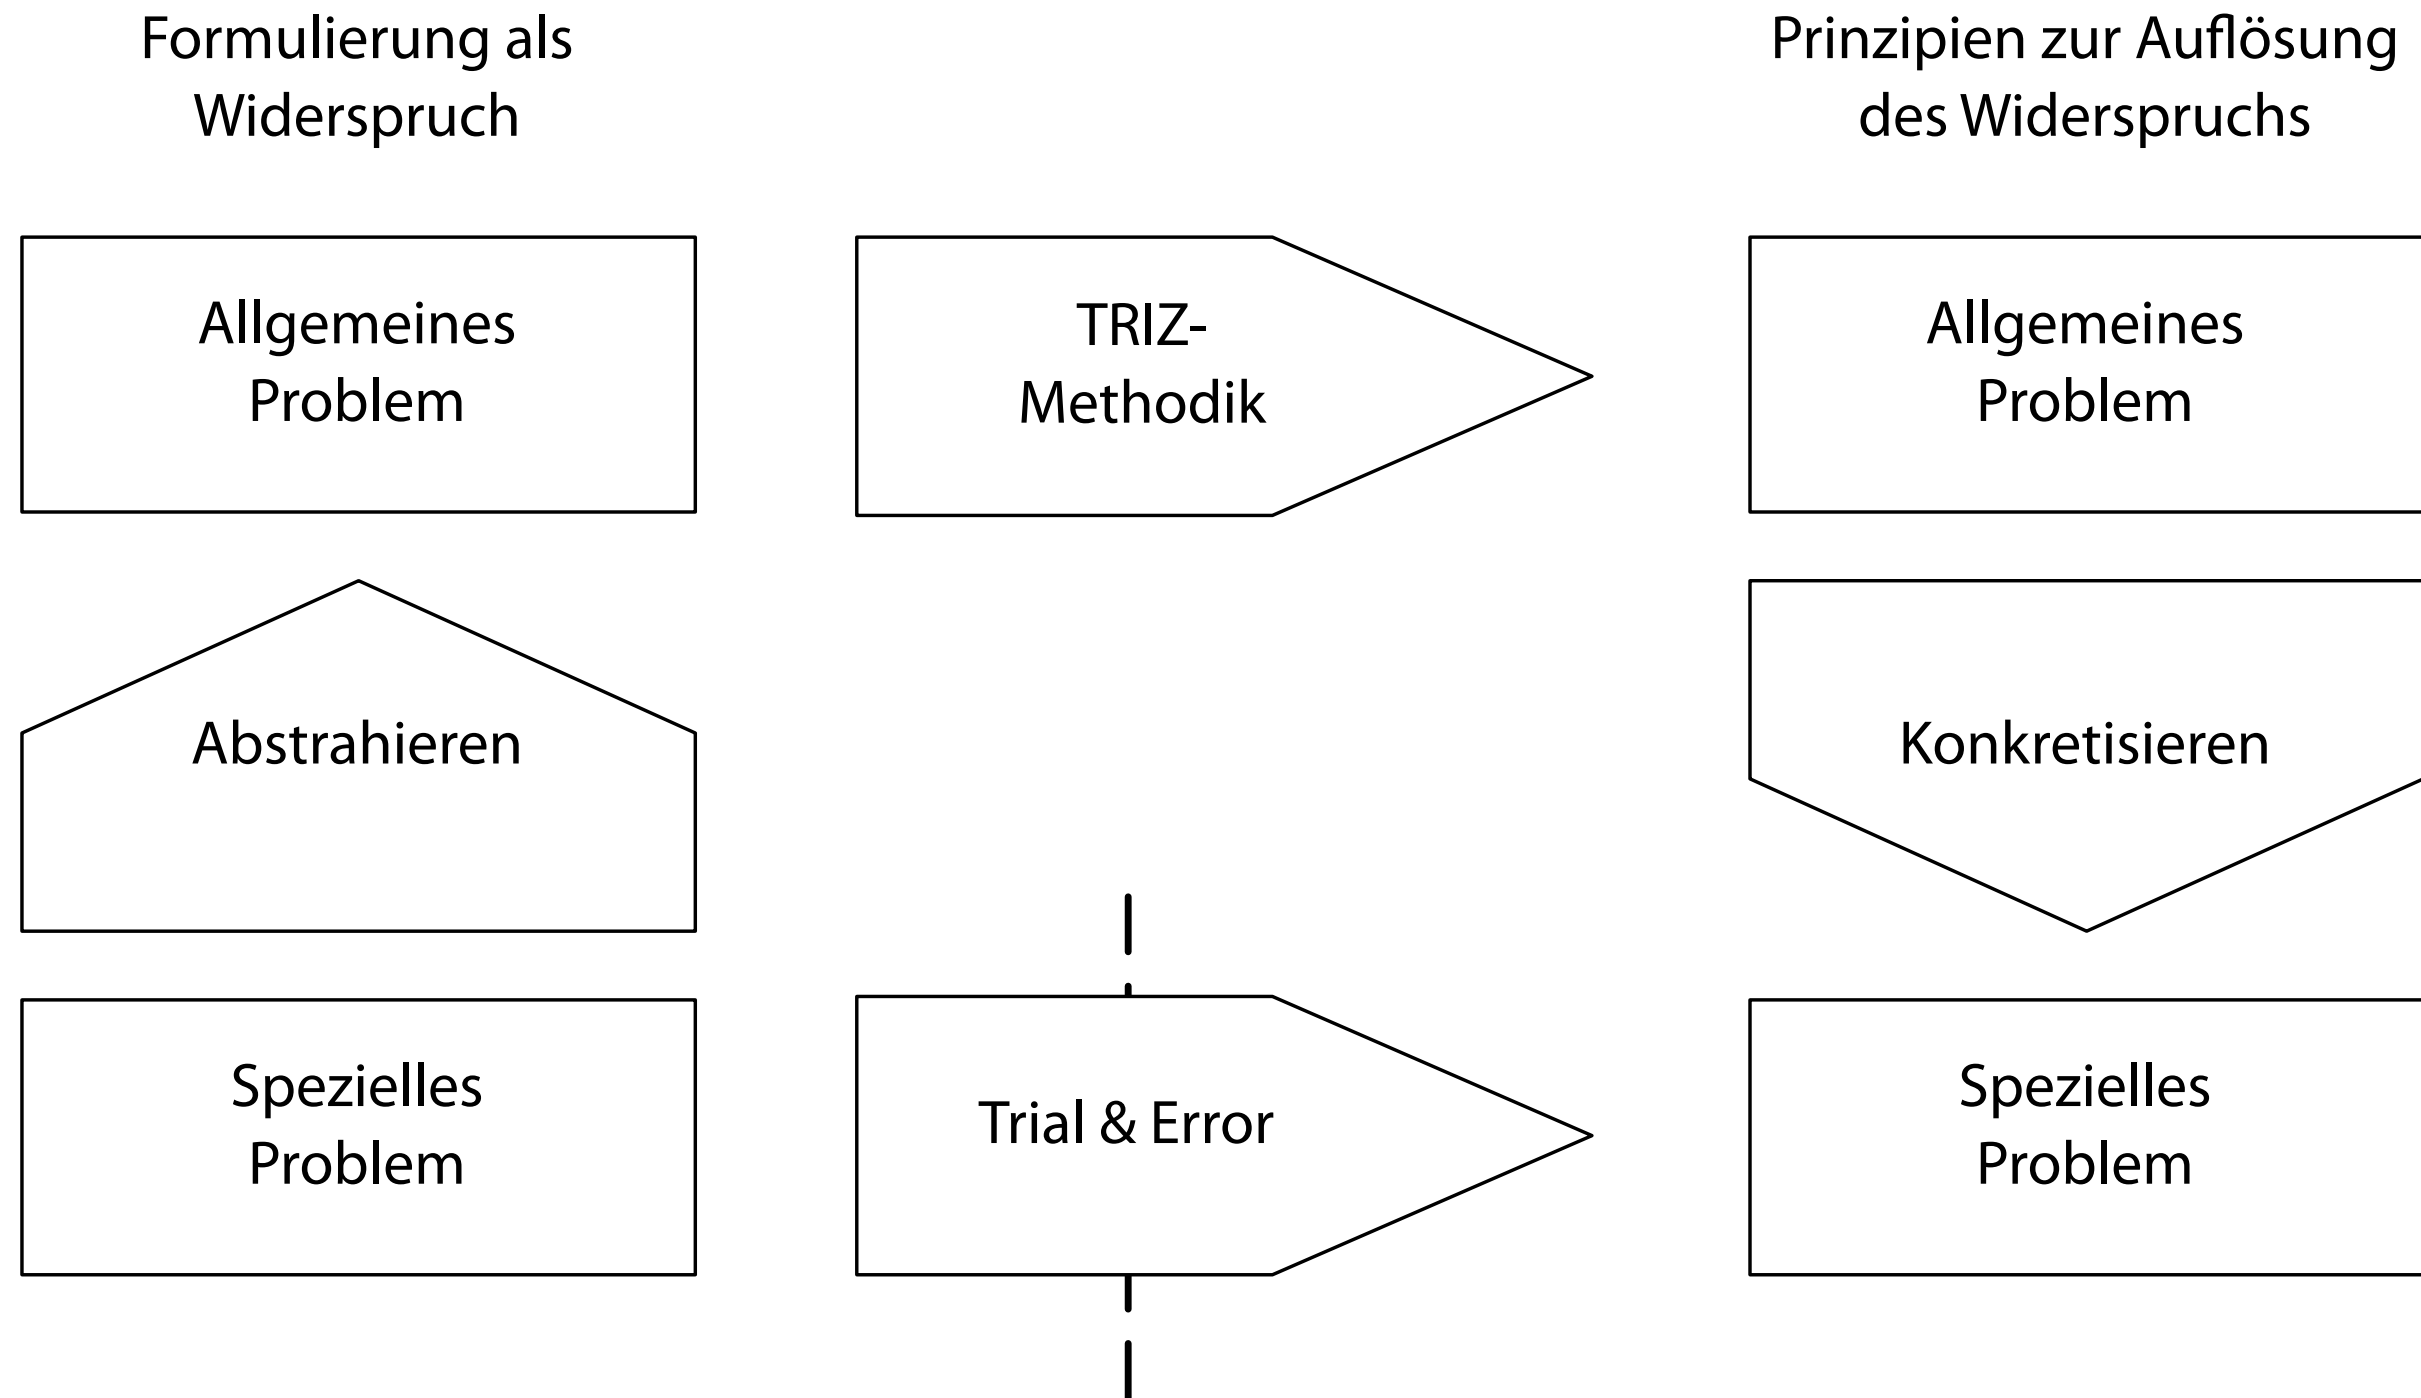 Formulierung als
Widerspruch
Prinzipien zur Auflösung
des Widerspruchs
Allgemeines
Problem
TRIZ-
Methodik
Allgemeines
Problem
Abstrahieren
Konkretisieren
Spezielles
Problem
Trial & Error
Spezielles
Problem